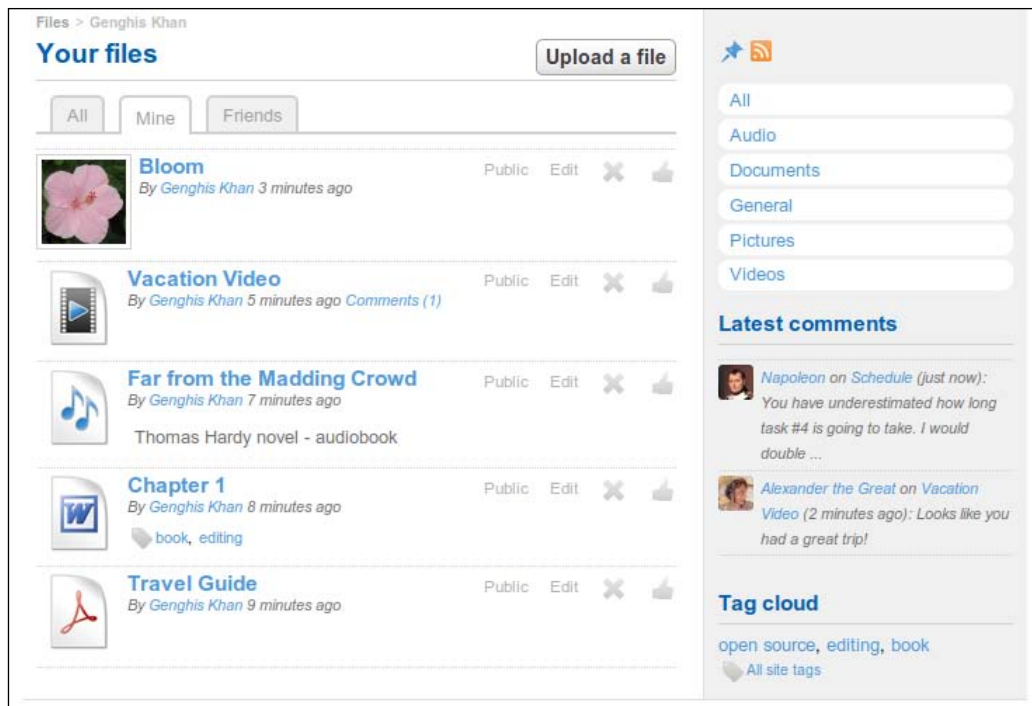 Files > Genghis Khan
Your files
Upload a file
All
Mine
Friends
Bloom
Public Edit
By Genghis Khan 3 minutes ago
Vacation Video
Public Edit
By Genghis Khan 5 minutes ago Comments (1)
Far from the Madding Crowd
Public Edit
By Genghis Khan 7 minutes ago
Thomas Hardy novel - audiobook
Chapter 1
Public Edit
By Genghis Khan 8 minutes ago
book, editing
W
Travel Guide
Public Edit
By Genghis Khan 9 minutes ago
All
Audio
Documents
General
Pictures
Videos
Latest comments
Napoleon on Schedule (just now):
You have underestimated how long
task #4 is going to take. I would
double ...
Alexander the Great on Vacation
Video (2 minutes ago): Looks like you
had a great trip!
Tag cloud
open source, editing, book
All site tags